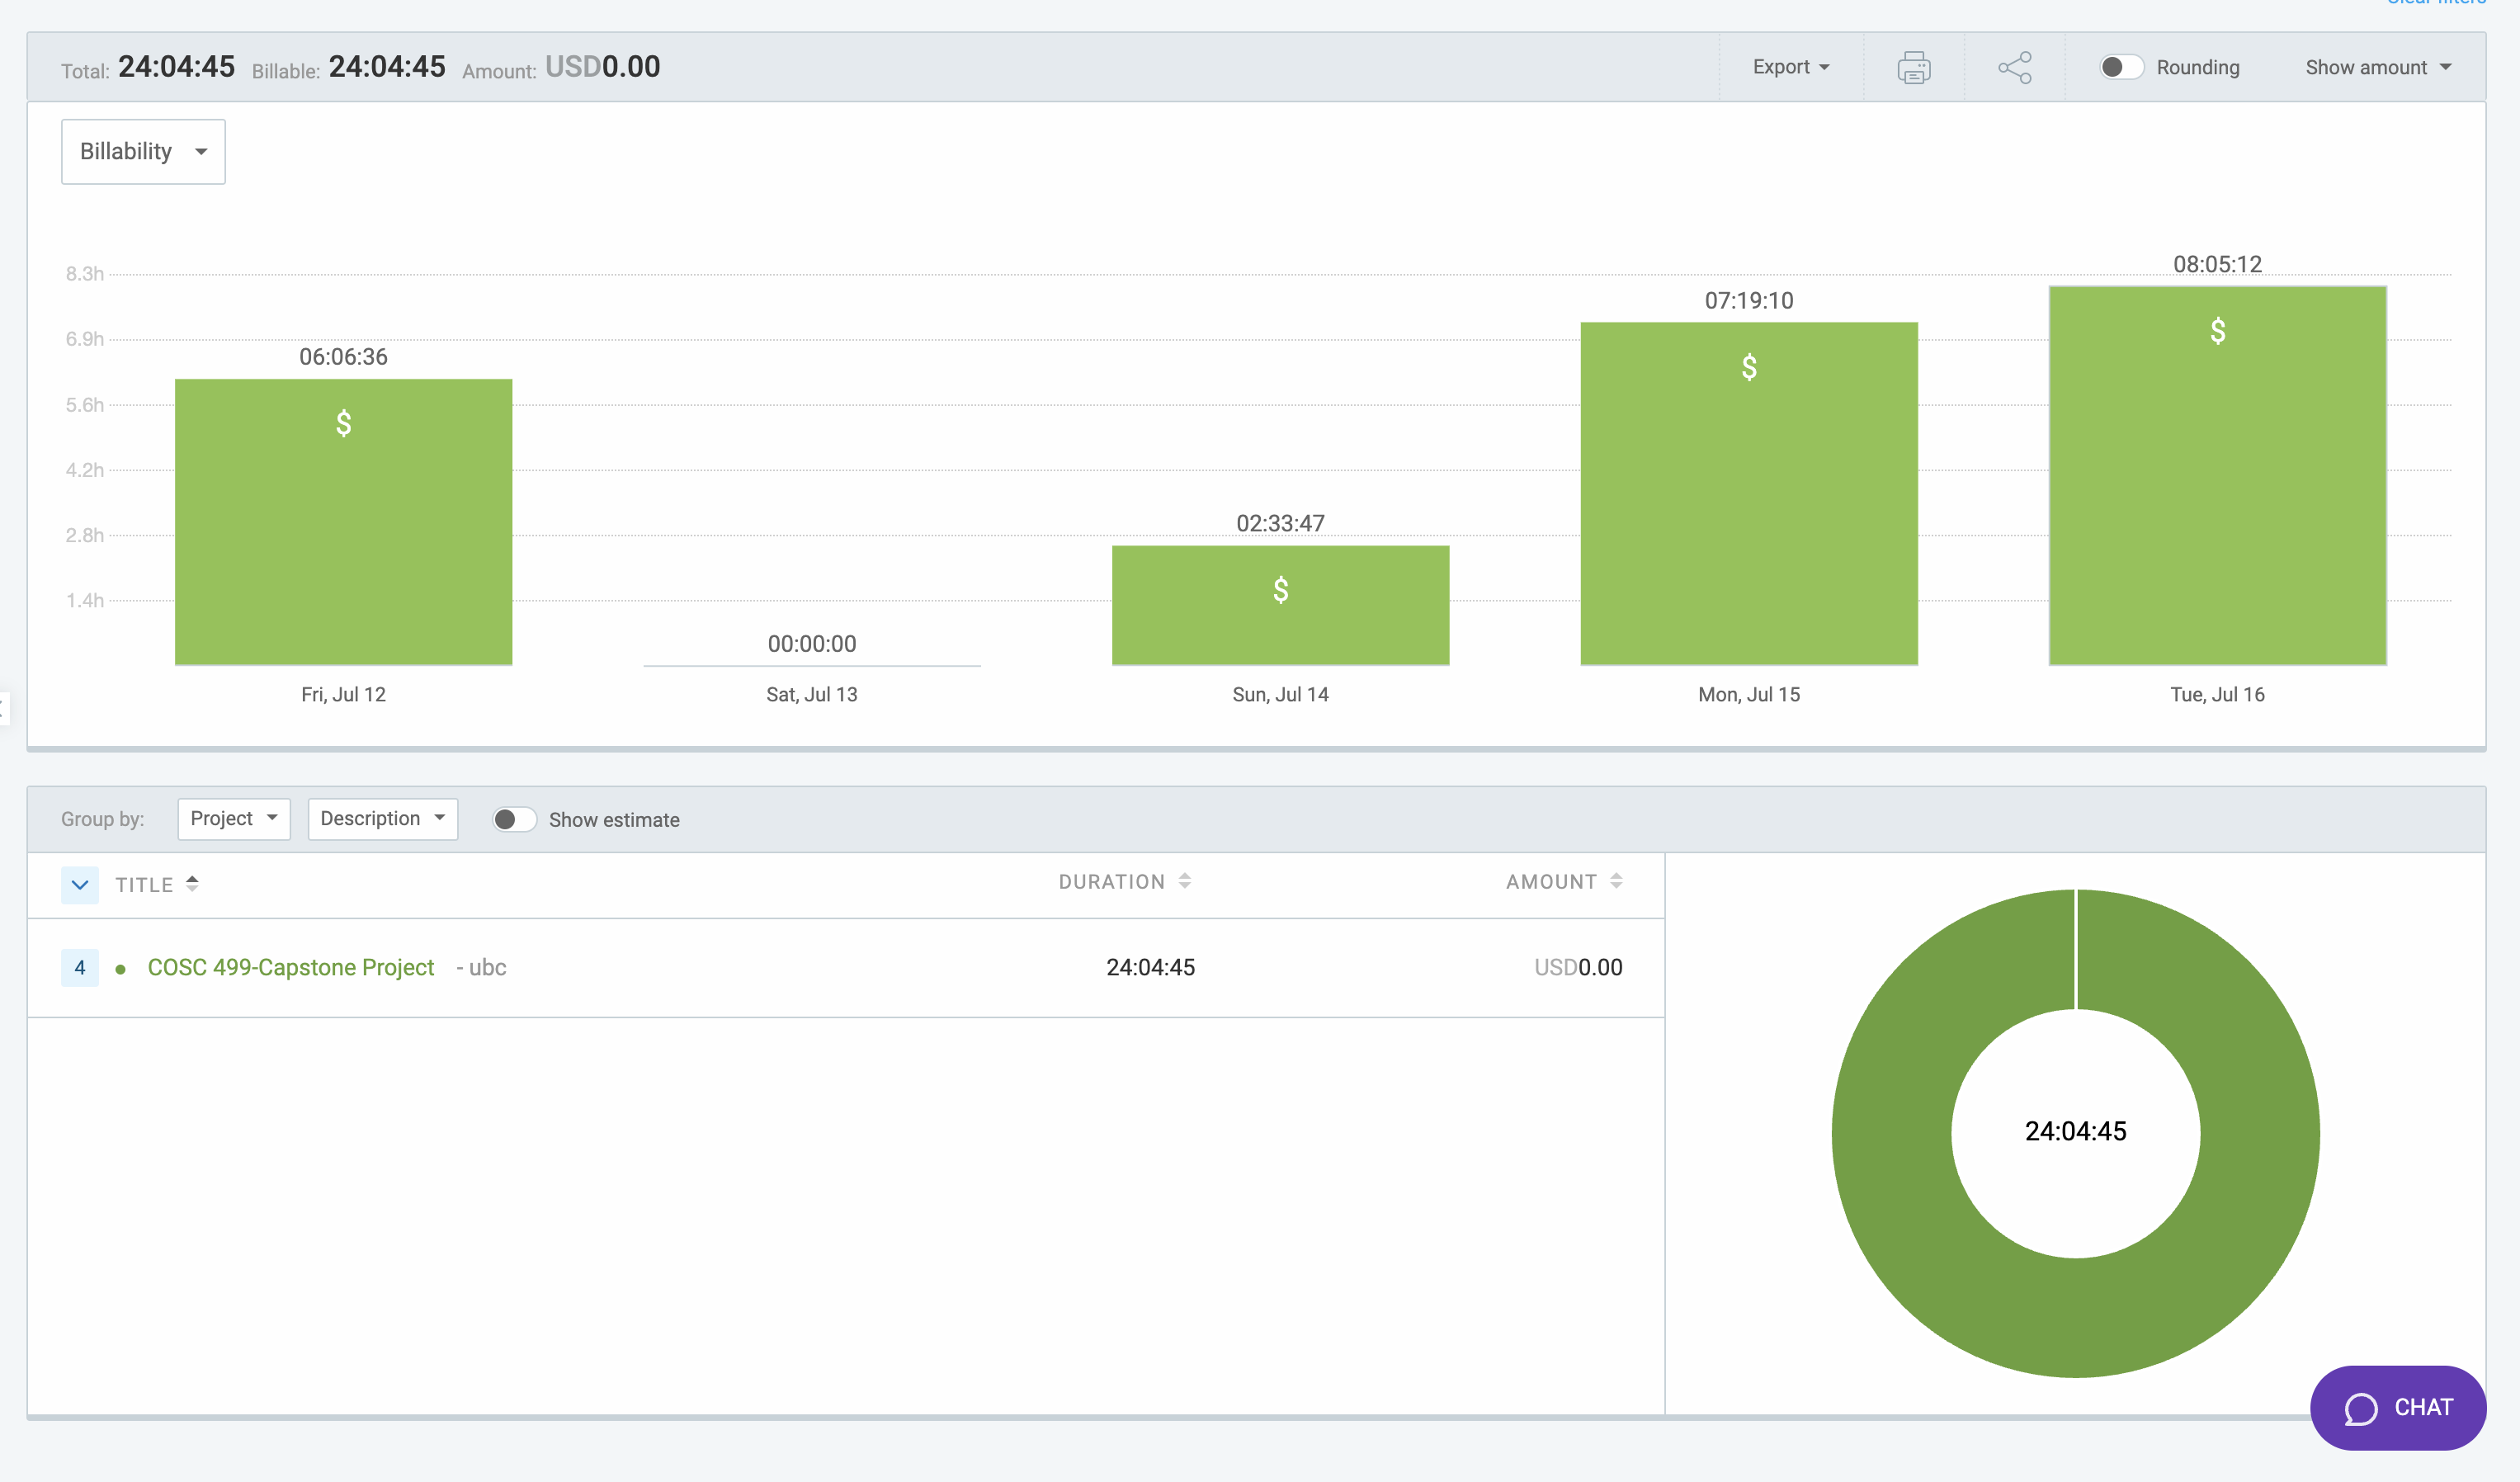 Clear filters
Total: 24:04:45 Billable: 24:04:45 Amount: USD0.00 Export Rounding Show amount
Billability
8.3h
6.9h
5.6h
4.2h
2.8h
1.4h
06:06:36
$
00:00:00
02:33:47
$
07:19:10
$
08:05:12
$
Fri, Jul 12 Sat, Jul 13 Sun, Jul 14 Mon, Jul 15 Tue, Jul 16
Group by: Project Description Show estimate
TITLE DURATION AMOUNT
4 COSC 499-Capstone Project - ubc 24:04:45 USD0.00
24:04:45
CHAT